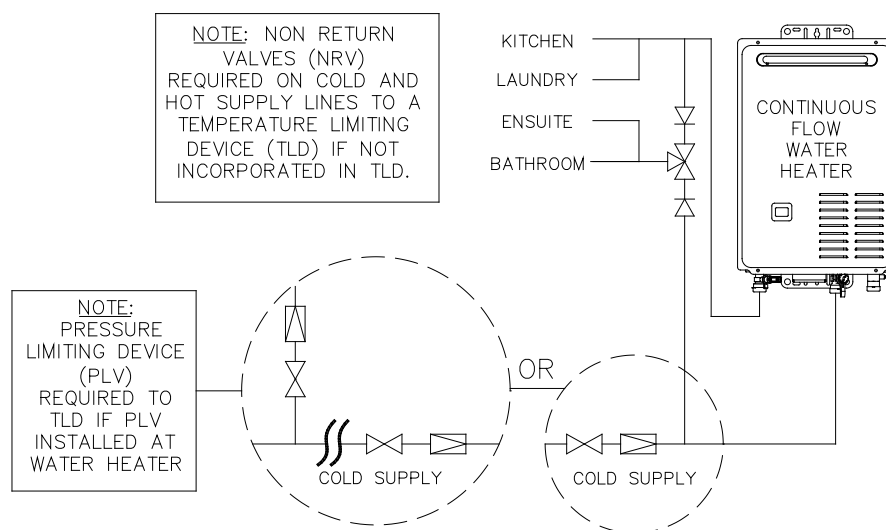 NOTE: NON RETURN
VALVES (NRV)
REQUIRED ON COLD AND
HOT SUPPLY LINES TO A
TEMPERATURE LIMITING
DEVICE (TLD) IF NOT
INCORPORATED IN TLD.
KITCHEN
LAUNDRY
ENSUITE
BATHROOM
CONTINUOUS
FLOW
WATER
HEATER
NOTE:
PRESSURE
LIMITING DEVICE
(PLV)
REQUIRED TO
TLD IF PLV
INSTALLED AT
WATER HEATER
OR
COLD SUPPLY
COLD SUPPLY